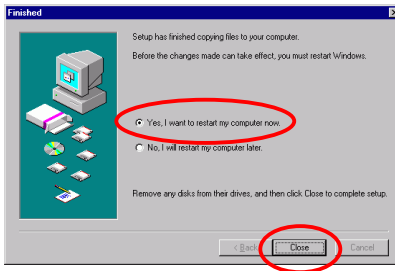 Finished
Setup has finished copying files to your computer.
Before the changes made can take effect, you must restart Windows.
Yes, I want to restart my computer now.
No, I will restart my computer later.
Remove any disks from their drives, and then click Close to complete setup.
< Back
Close
Cancel